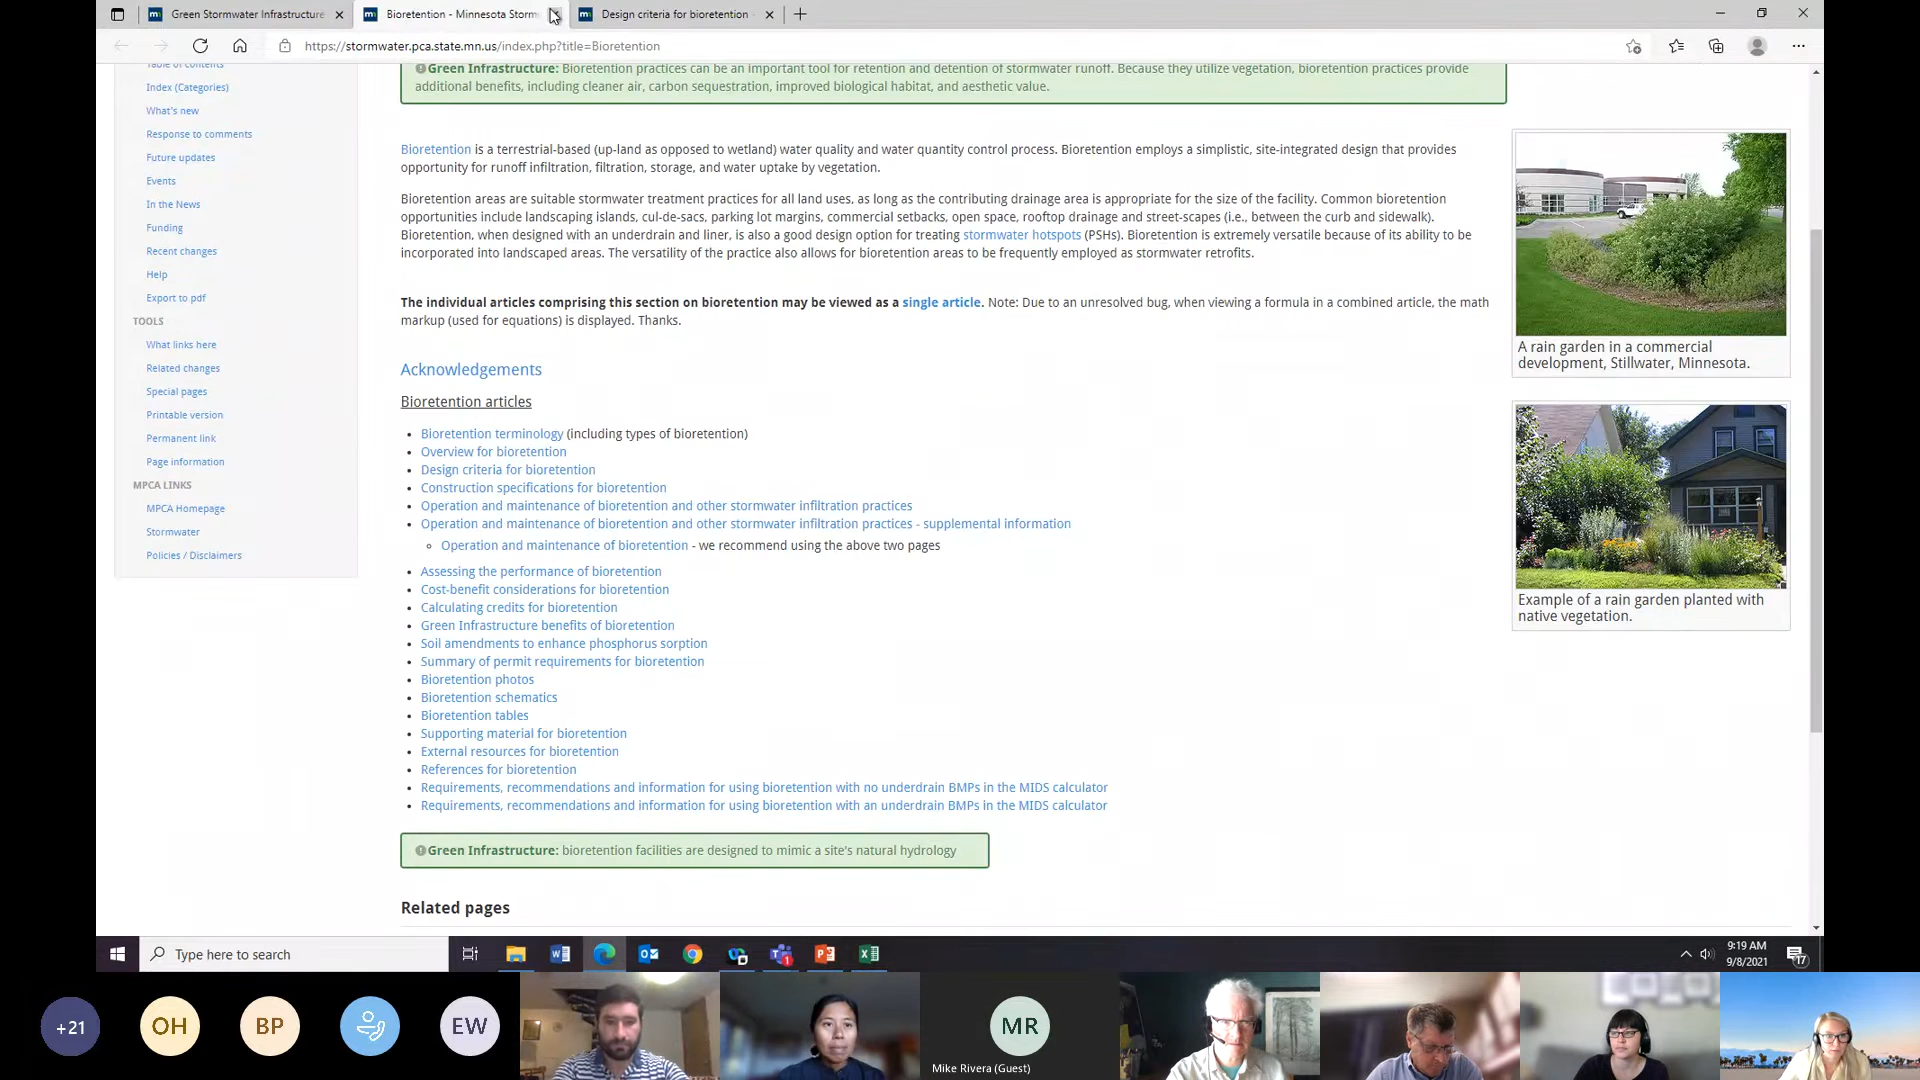 Green Stormwater Infrastructure
Bioretention - Minnesota Storm
Design criteria for bioretention
https://stormwater.pca.state.mn.us/index.php?title=Bioretention
Table of contents
Index (Categories)
What's new
Response to comments
Future updates
Events
In the News
Funding
Recent changes
Help
Export to pdf
TOOLS
What links here
Related changes
Special pages
Printable version
Permanent link
Page information
MPCA LINKS
MPCA Homepage
Stormwater
Policies / Disclaimers
Green Infrastructure: Bioretention practices can be an important tool for retention and detention of stormwater runoff. Because they utilize vegetation, bioretention practices provide
additional benefits, including cleaner air, carbon sequestration, improved biological habitat, and aesthetic value.
Bioretention is a terrestrial-based (up-land as opposed to wetland) water quality and water quantity control process. Bioretention employs a simplistic, site-integrated design that provides
opportunity for runoff infiltration, filtration, storage, and water uptake by vegetation.
Bioretention areas are suitable stormwater treatment practices for all land uses, as long as the contributing drainage area is appropriate for the size of the facility. Common bioretention
opportunities include landscaping islands, cul-de-sacs, parking lot margins, commercial setbacks, open space, rooftop drainage and street-scapes (i.e., between the curb and sidewalk).
Bioretention, when designed with an underdrain and liner, is also a good design option for treating stormwater hotspots (PSHs). Bioretention is extremely versatile because of its ability to be
incorporated into landscaped areas. The versatility of the practice also allows for bioretention areas to be frequently employed as stormwater retrofits.
The individual articles comprising this section on bioretention may be viewed as a single article. Note: Due to an unresolved bug, when viewing a formula in a combined article, the math
markup (used for equations) is displayed. Thanks.
Acknowledgements
Bioretention articles
Bioretention terminology (including types of bioretention)
Overview for bioretention
Design criteria for bioretention
Construction specifications for bioretention
Operation and maintenance of bioretention and other stormwater infiltration practices
Operation and maintenance of bioretention and other stormwater infiltration practices - supplemental information
Operation and maintenance of bioretention - we recommend using the above two pages
Assessing the performance of bioretention
Cost-benefit considerations for bioretention
Calculating credits for bioretention
Green Infrastructure benefits of bioretention
Soil amendments to enhance phosphorus sorption
Summary of permit requirements for bioretention
Bioretention photos
Bioretention schematics
Bioretention tables
Supporting material for bioretention
External resources for bioretention
References for bioretention
Requirements, recommendations and information for using bioretention with no underdrain BMPs in the MIDS calculator
Requirements, recommendations and information for using bioretention with an underdrain BMPs in the MIDS calculator
Green Infrastructure: bioretention facilities are designed to mimic a site's natural hydrology
Related pages
A rain garden in a commercial
development, Stillwater, Minnesota.
Example of a rain garden planted with
native vegetation.
Type here to search
9:19 AM
9/8/2021
17
+21
OH
BP
EW
MR
Mike Rivera (Guest)